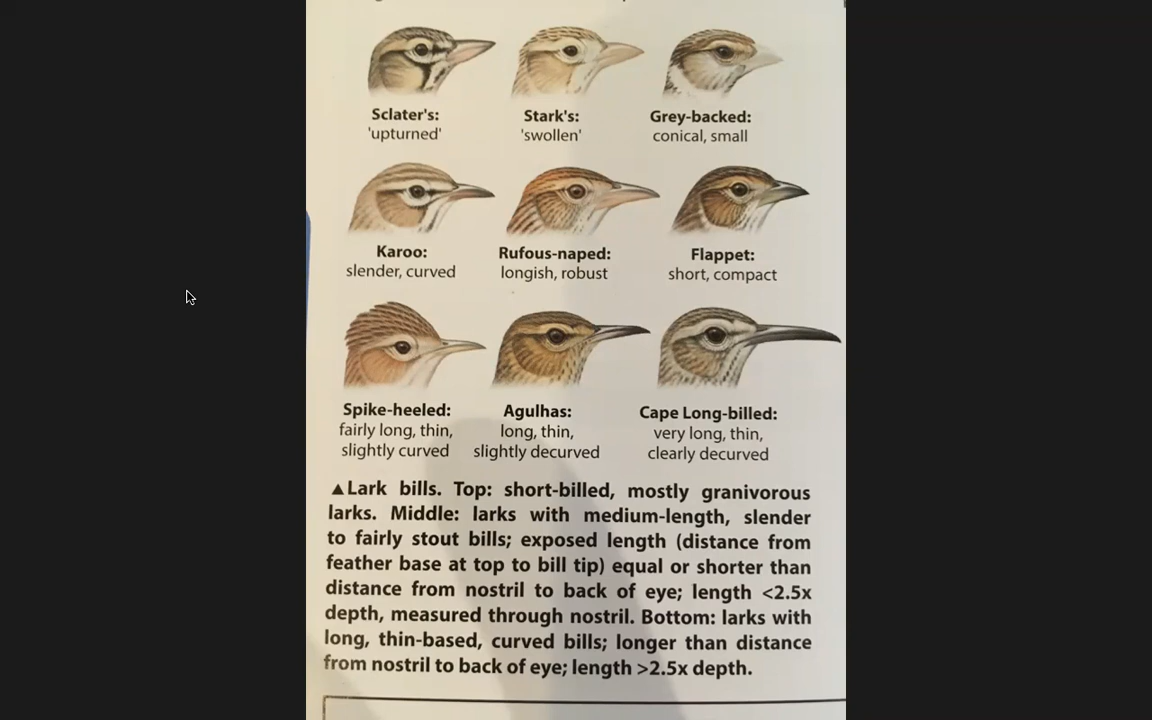 Sclater's:
'upturned'
Stark's:
'swollen'
Grey-backed:
conical, small
Karoo:
slender, curved
Rufous-naped:
longish, robust
Flappet:
short, compact
Spike-heeled:
fairly long, thin,
slightly curved
Agulhas:
long, thin,
slightly decurved
Cape Long-billed:
very long, thin,
clearly decurved
▲Lark bills. Top: short-billed, mostly granivorous
larks. Middle: larks with medium-length, slender
to fairly stout bills; exposed length (distance from
feather base at top to bill tip) equal or shorter than
distance from nostril to back of eye; length <2.5x
depth, measured through nostril. Bottom: larks with
long, thin-based, curved bills; longer than distance
from nostril to back of eye; length >2.5x depth.